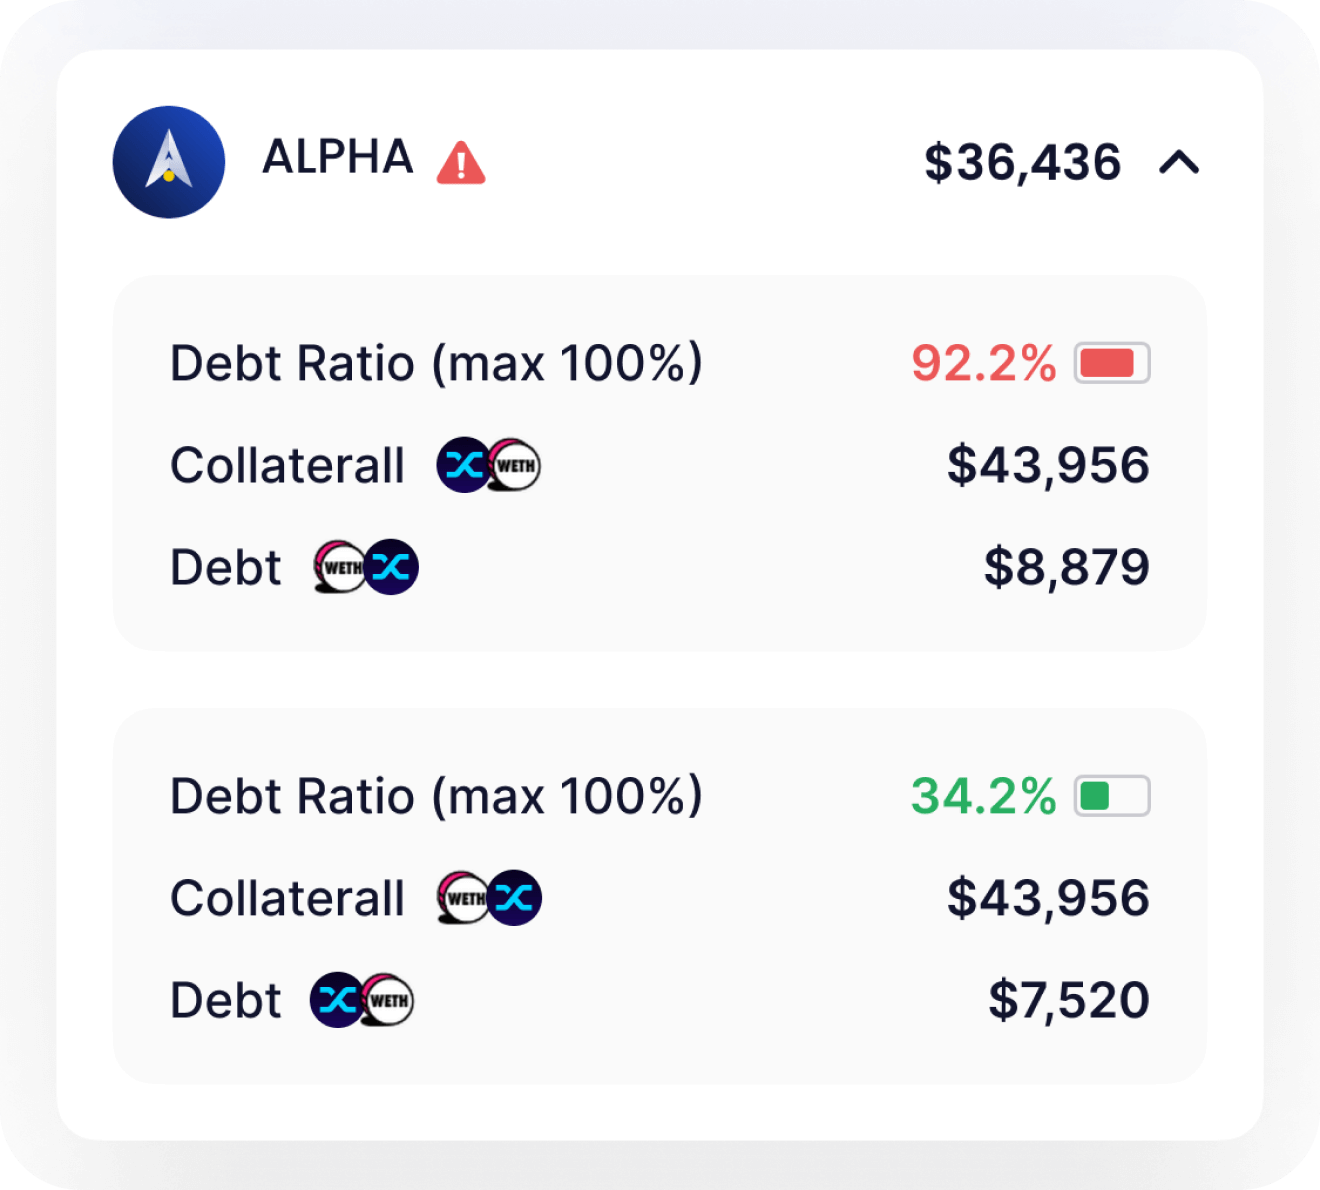 ALPHA $36,436
Debt Ratio (max 100%) 92.2%
Collaterall WETH $43,956
Debt WETH $8,879
Debt Ratio (max 100%) 34.2%
Collaterall WETH $43,956
Debt WETH $7,520